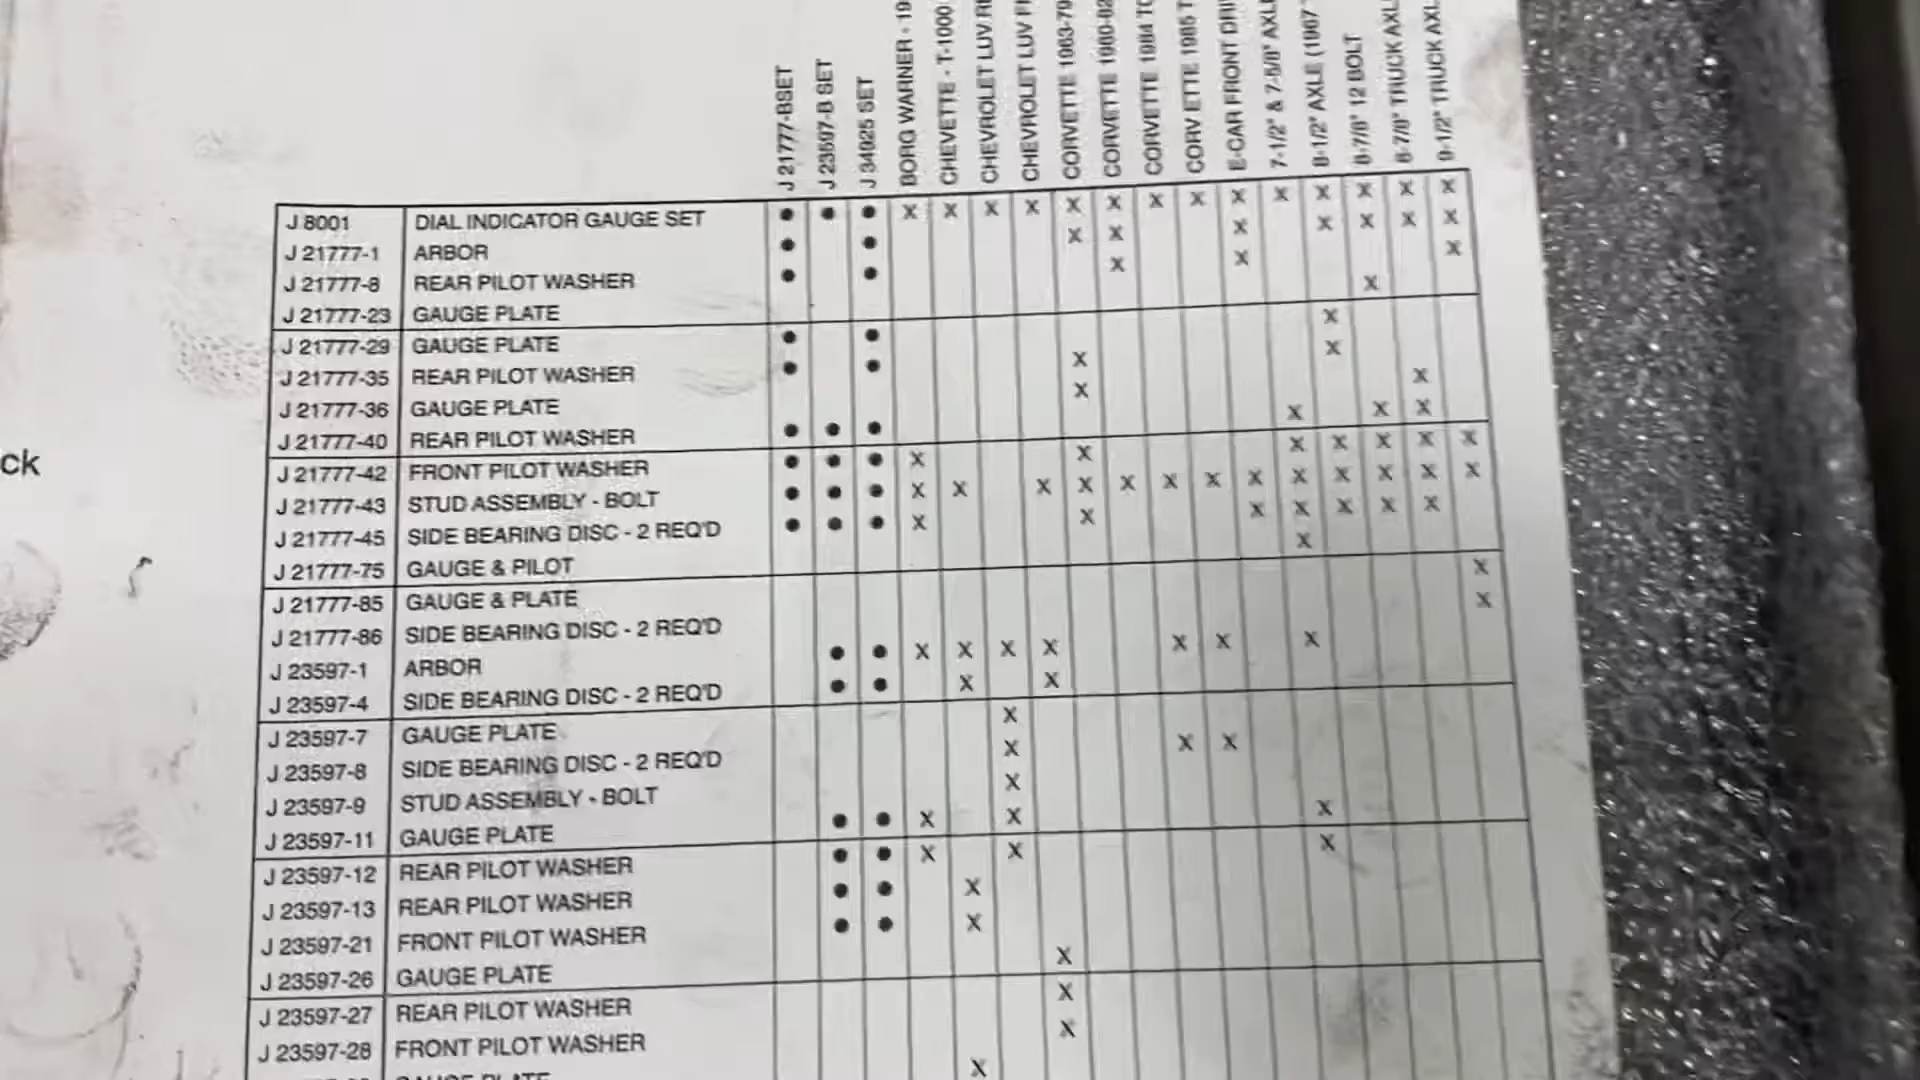 J 21777-BSET
J 23597-B SET
J 34925 SET
BORG WARNER - 19
CHEVETTE - T-1000
CHEVROLET LUV
CHEVROLET LUV
CORVETTE 1963-79
CORVETTE 1980-82
CORVETTE 1984 TO
CORV ETTE 1985 T
E-CAR FRONT DRI
7-1/2" & 7-5/8" AXLE
8-1/2" AXLE (1967
8-7/8" 12 BOLT
8-7/8" TRUCK AXL
9-1/2" TRUCK AXL
J 8001 DIAL INDICATOR GAUGE SET ● ● ● X X X X X X X X X X X X X X
J 21777-1 ARBOR ● ● X X X X X X X
J 21777-8 REAR PILOT WASHER ● ● X X X
J 21777-23 GAUGE PLATE X
J 21777-29 GAUGE PLATE ● ● X
J 21777-35 REAR PILOT WASHER ● ● X X
J 21777-36 GAUGE PLATE X X
J 21777-40 REAR PILOT WASHER ● ● ● X X X
J 21777-42 FRONT PILOT WASHER ● ● ● X X X X X X X
J 21777-43 STUD ASSEMBLY - BOLT ● ● ● X X X X X X X X X X X X X
J 21777-45 SIDE BEARING DISC - 2 REQ'D ● ● ● X X X X X X X
J 21777-75 GAUGE & PILOT X
J 21777-85 GAUGE & PLATE X
J 21777-86 SIDE BEARING DISC - 2 REQ'D X
J 23597-1 ARBOR ● ● X X X X X X X
J 23597-4 SIDE BEARING DISC - 2 REQ'D ● ● X X
J 23597-7 GAUGE PLATE X
J 23597-8 SIDE BEARING DISC - 2 REQ'D X X X
J 23597-9 STUD ASSEMBLY - BOLT X
J 23597-11 GAUGE PLATE ● ● X X X
J 23597-12 REAR PILOT WASHER ● ● X X X
J 23597-13 REAR PILOT WASHER ● ● X
J 23597-21 FRONT PILOT WASHER ● ● X
J 23597-26 GAUGE PLATE X
J 23597-27 REAR PILOT WASHER X
J 23597-28 FRONT PILOT WASHER X
GAUGE PLATE X
ck